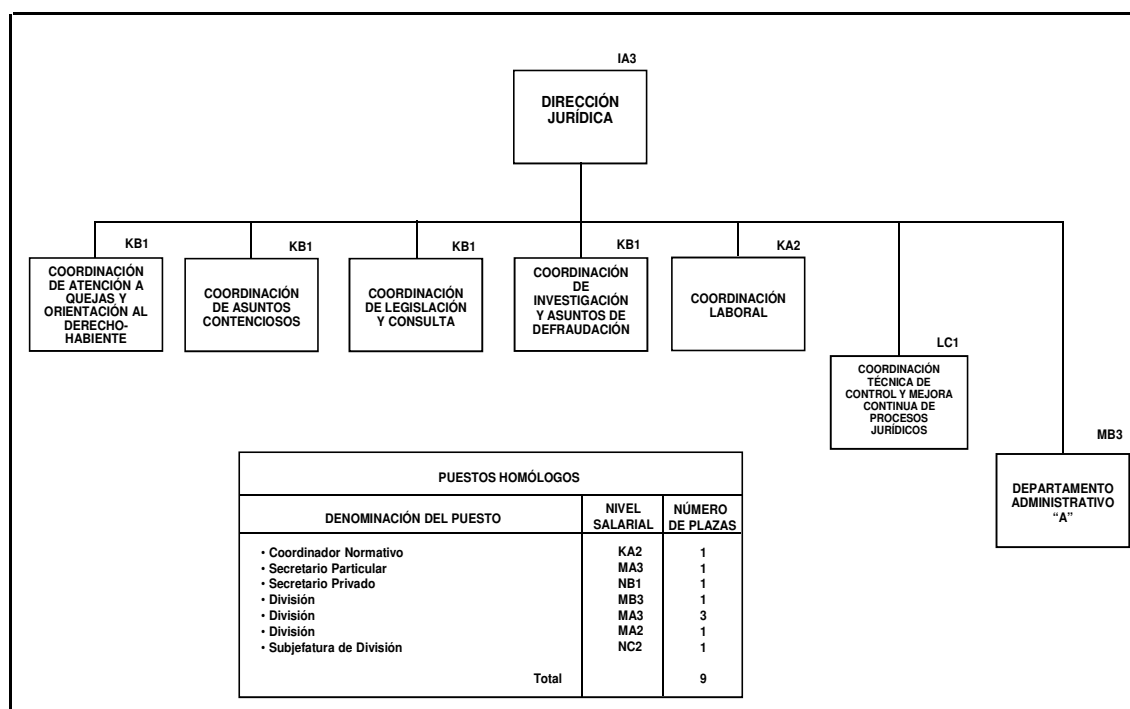 IA3
DIRECCIÓN
JURÍDICA
KB1
COORDINACIÓN
DE ATENCIÓN A
QUEJAS Y
ORIENTACIÓN AL
DERECHO-
HABIENTE
KB1
COORDINACIÓN
DE ASUNTOS
CONTENCIOSOS
KB1
COORDINACIÓN
DE LEGISLACIÓN
Y CONSULTA
KB1
COORDINACIÓN
DE
INVESTIGACIÓN
Y ASUNTOS DE
DEFRAUDACIÓN
KA2
COORDINACIÓN
LABORAL
LC1
COORDINACIÓN
TÉCNICA DE
CONTROL Y MEJORA
CONTINUA DE
PROCESOS
JURÍDICOS
MB3
DEPARTAMENTO
ADMINISTRATIVO
“A”
PUESTOS HOMÓLOGOS
DENOMINACIÓN DEL PUESTO
NIVEL
SALARIAL
NÚMERO
DE PLAZAS
• Coordinador Normativo KA2 1
• Secretario Particular MA3 1
• Secretario Privado NB1 1
• División MB3 1
• División MA3 3
• División MA2 1
• Subjefatura de División NC2 1
Total 9